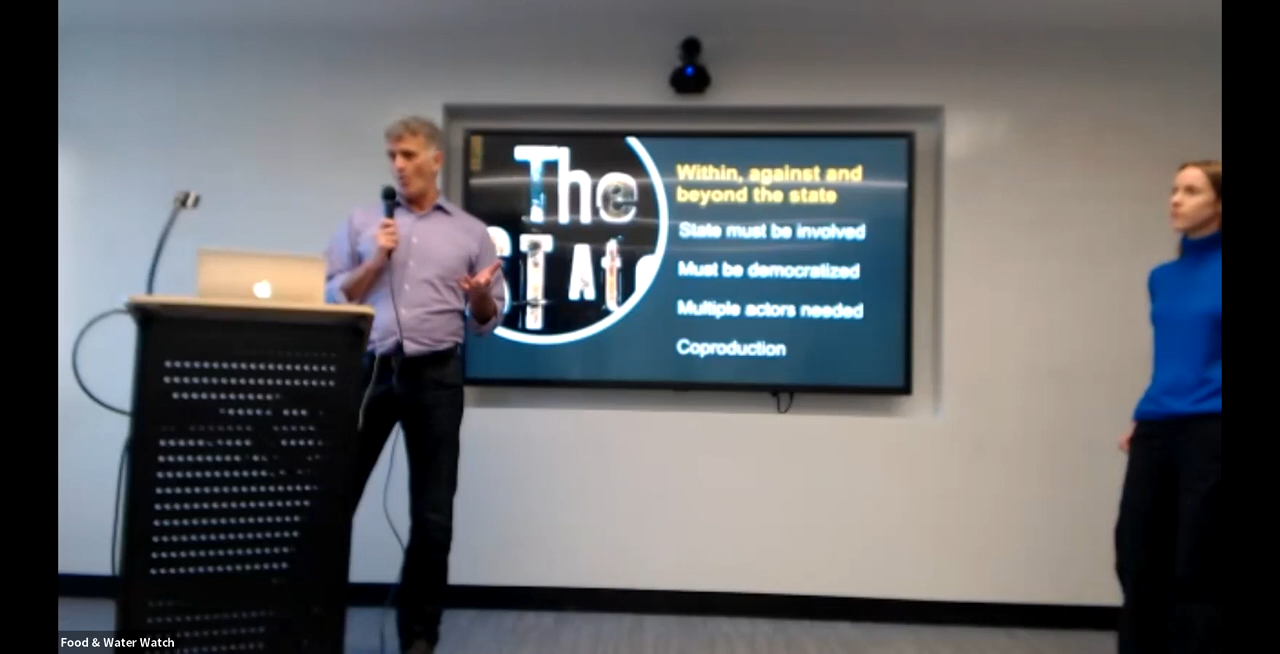 The
STATe
Within, against and
beyond the state
State must be involved
Must be democratized
Multiple actors needed
Coproduction
Food & Water Watch